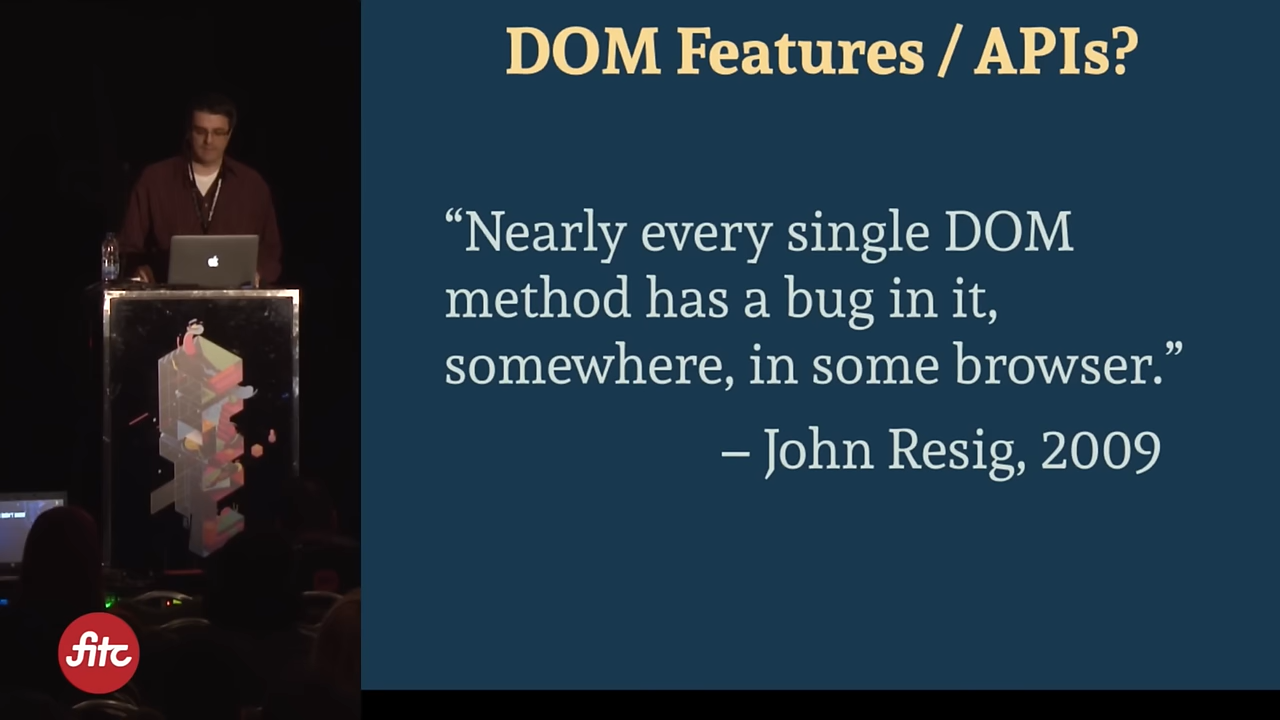 DOM Features / APIs?
“Nearly every single DOM
method has a bug in it,
somewhere, in some browser.”
– John Resig, 2009
fitc